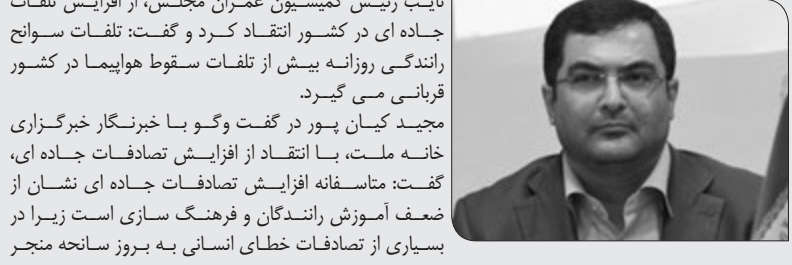 نایب رئیس کمیسیون عمران مجلس، از افزایش تلفات
جاده ای در کشور انتقاد کرد و گفت: تلفات سوانح
رانندگی روزانه بیش از تلفات سقوط هواپیما در کشور
قربانی می گیرد.
مجید کیان پور در گفت وگو با خبرنگار خبرگزاری
خانه ملت، با انتقاد از افزایش تصادفات جاده ای،
گفت: متاسفانه افزایش تصادفات جاده ای نشان از
ضعف آموزش رانندگان و فرهنگ سازی است زیرا در
بسیاری از تصادفات خطای انسانی به بروز سانحه منجر